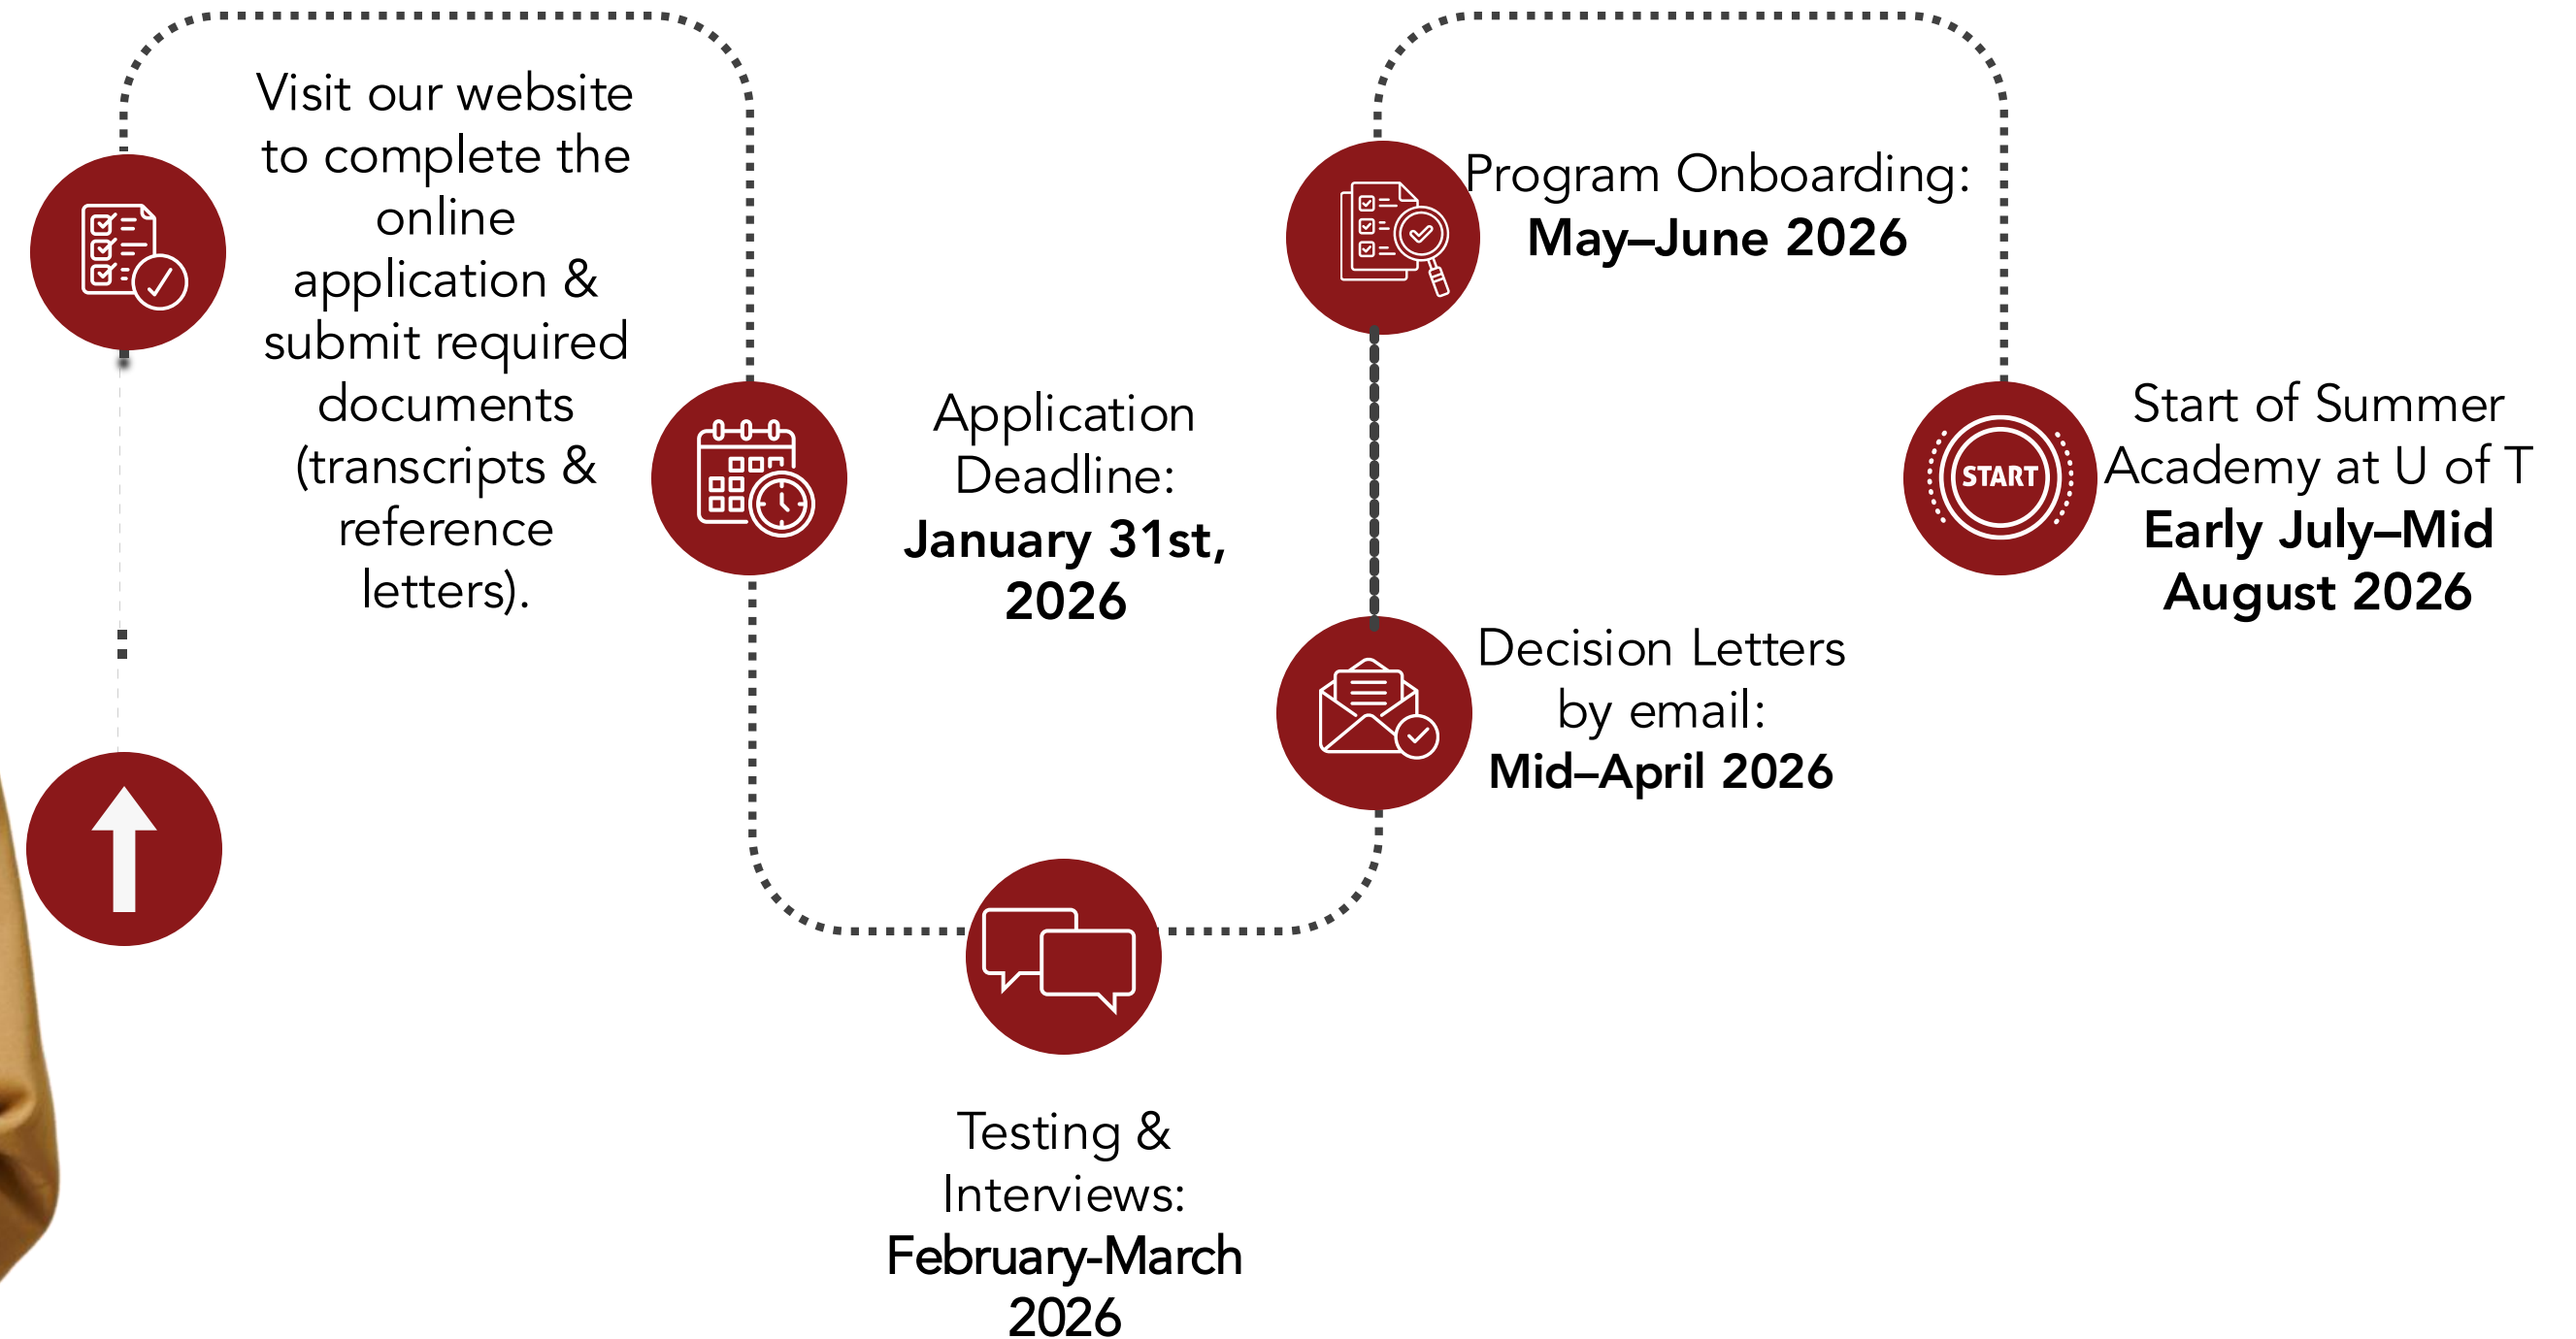 Visit our website
to complete the
online
application &
submit required
documents
(transcripts &
reference
letters).
Application
Deadline:
January 31st,
2026
Testing &
Interviews:
February-March
2026
Decision Letters
by email:
Mid–April 2026
Program Onboarding:
May–June 2026
START
Start of Summer
Academy at U of T
Early July–Mid
August 2026